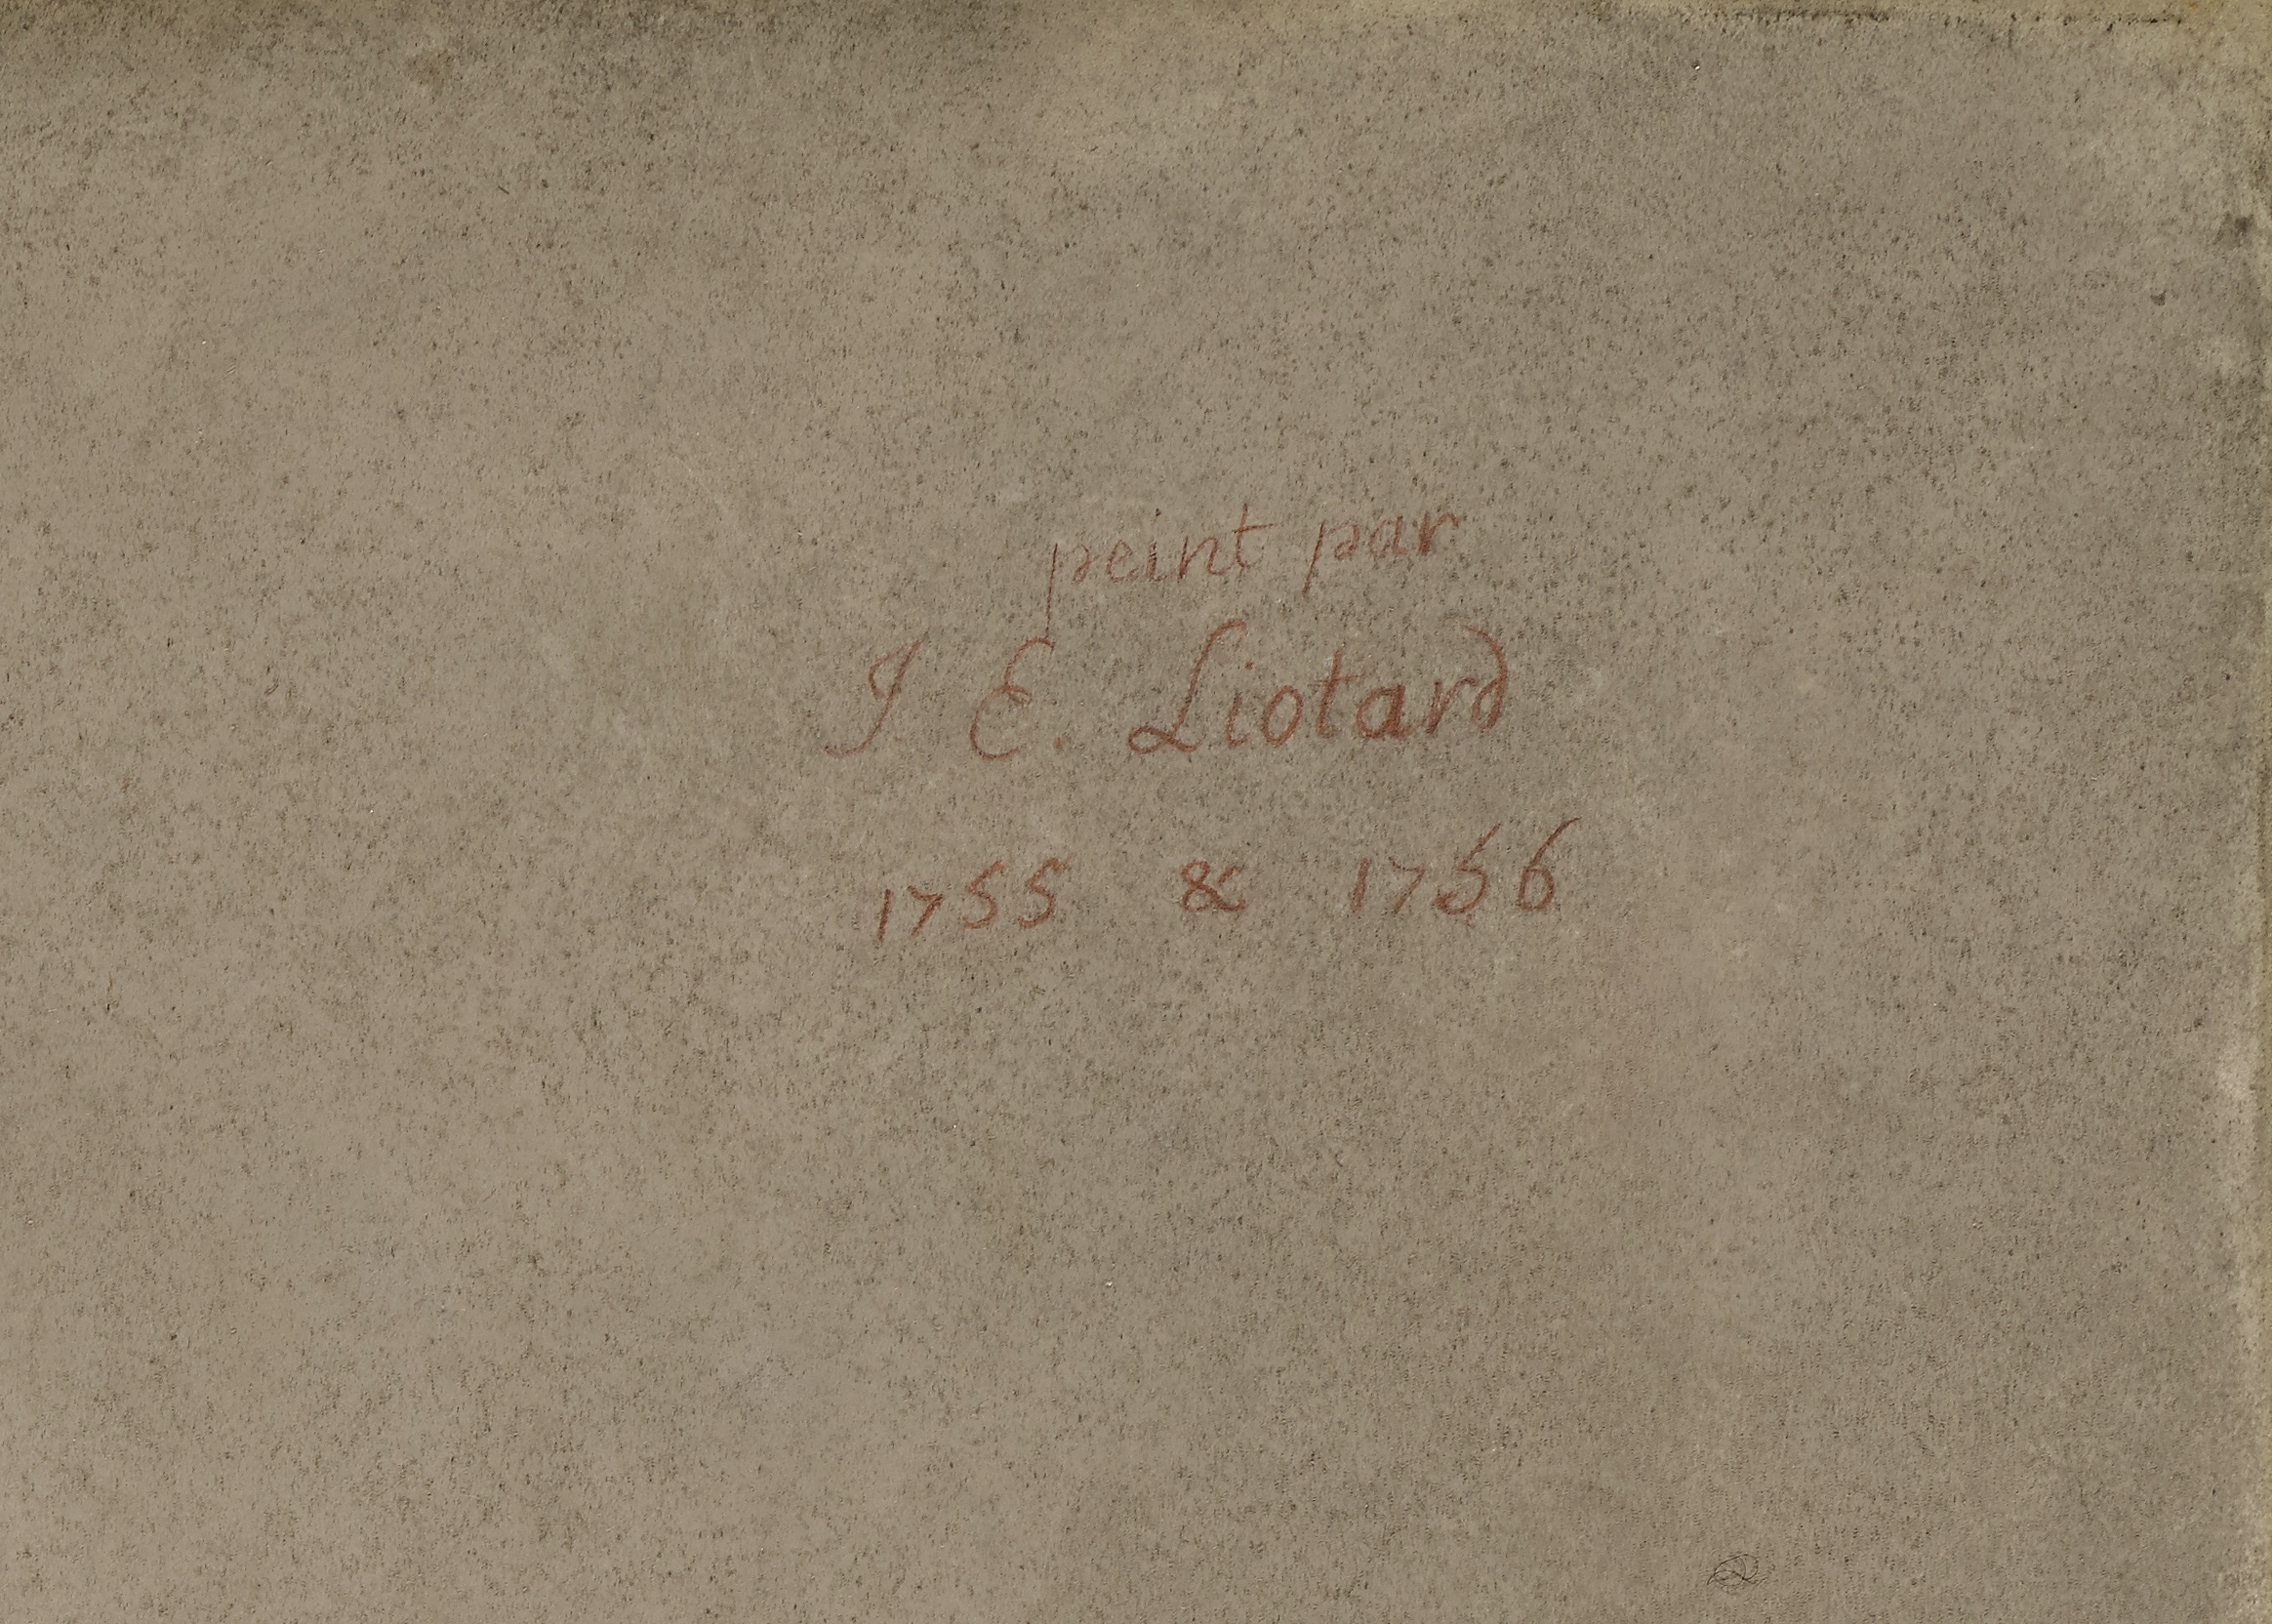 peint par
J. E. Liotard
1755 & 1756